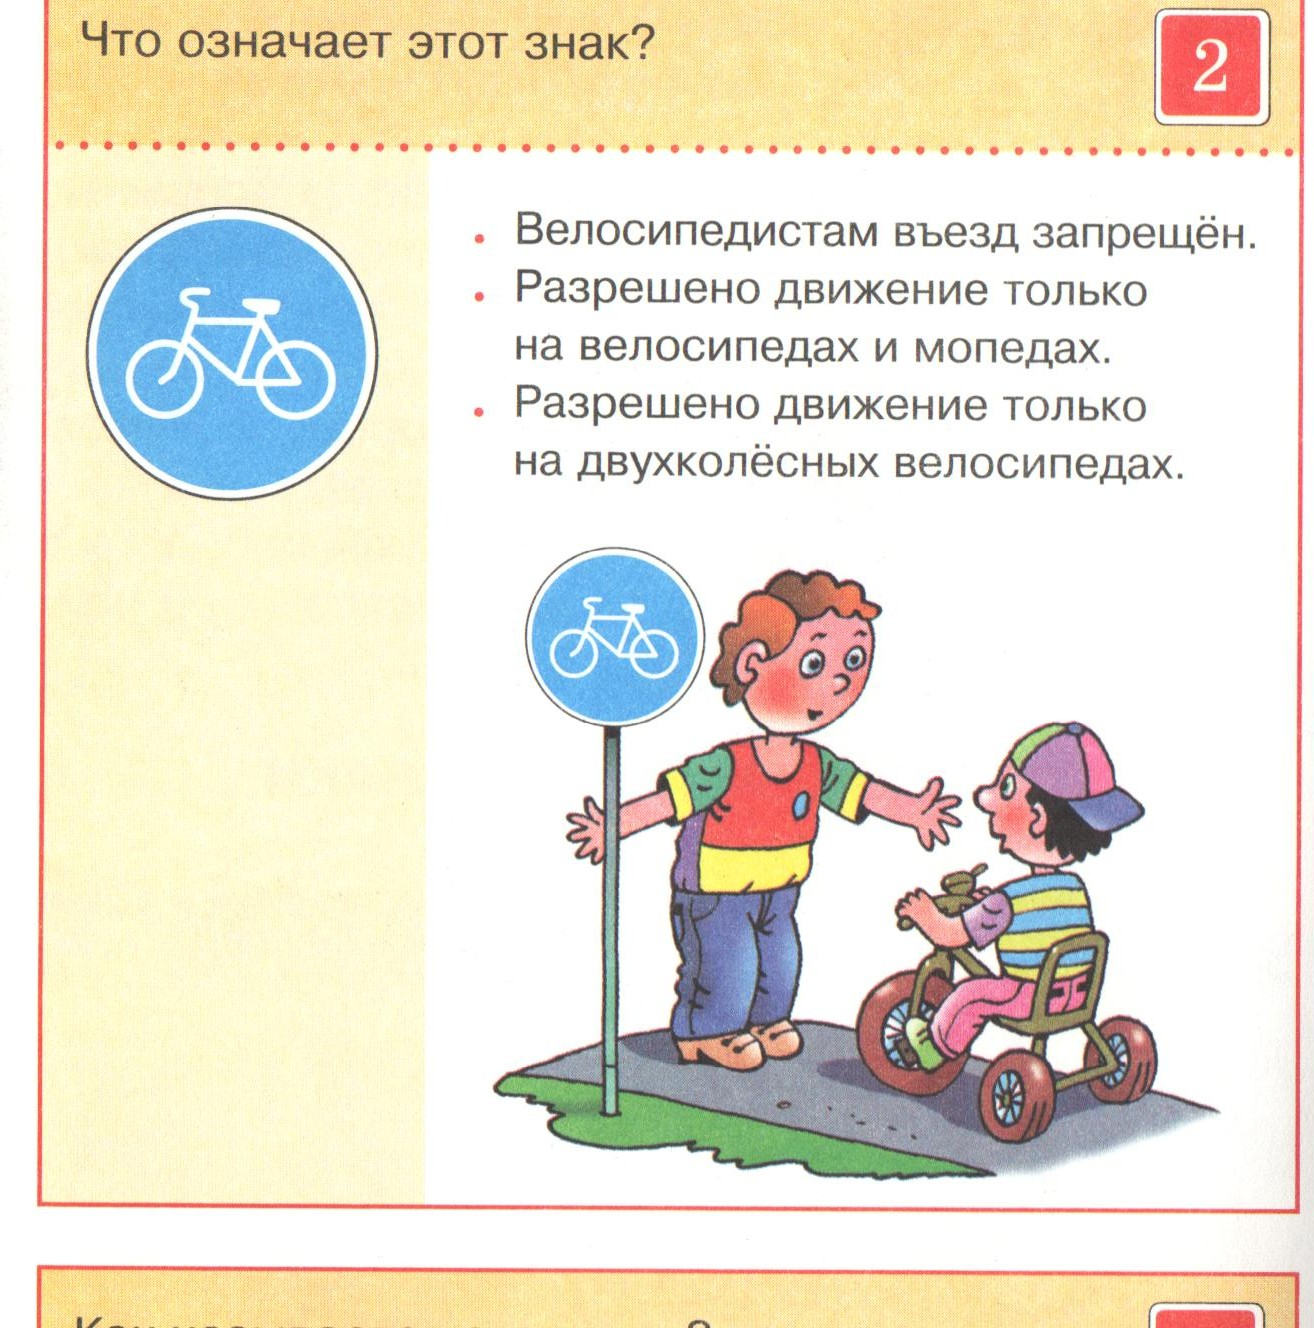 Что означает этот знак?
2
. Велосипедистам въезд запрещён.
. Разрешено движение только
на велосипедах и мопедах.
. Разрешено движение только
на двухколёсных велосипедах.